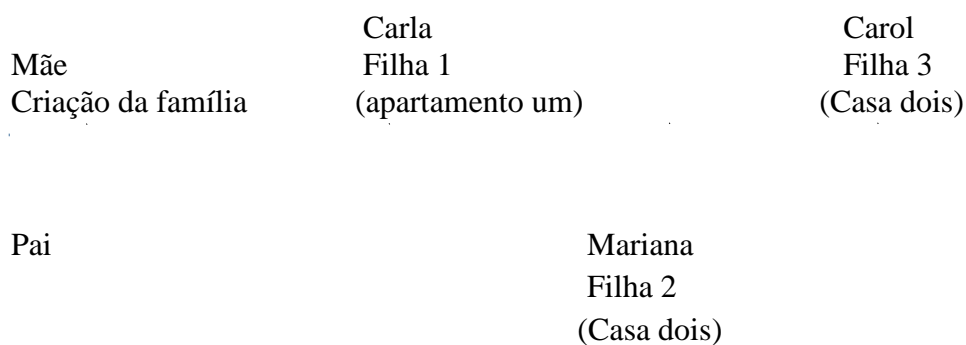 Carla Carol
Mãe Filha 1 Filha 3
Criação da família (apartamento um) (Casa dois)
Pai Mariana
Filha 2
(Casa dois)